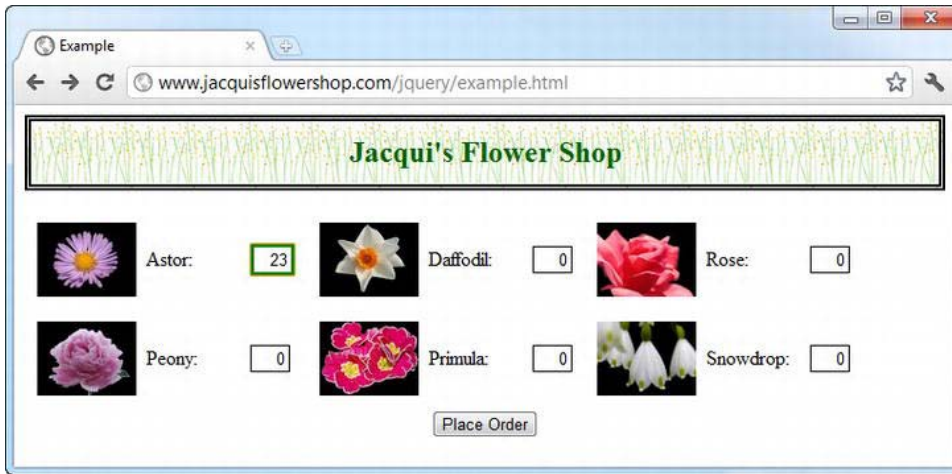 Example
www.jacquisflowershop.com/jquery/example.html
Jacqui's Flower Shop
Astor: 23 Daffodil: 0 Rose: 0
Peony: 0 Primula: 0 Snowdrop: 0
Place Order